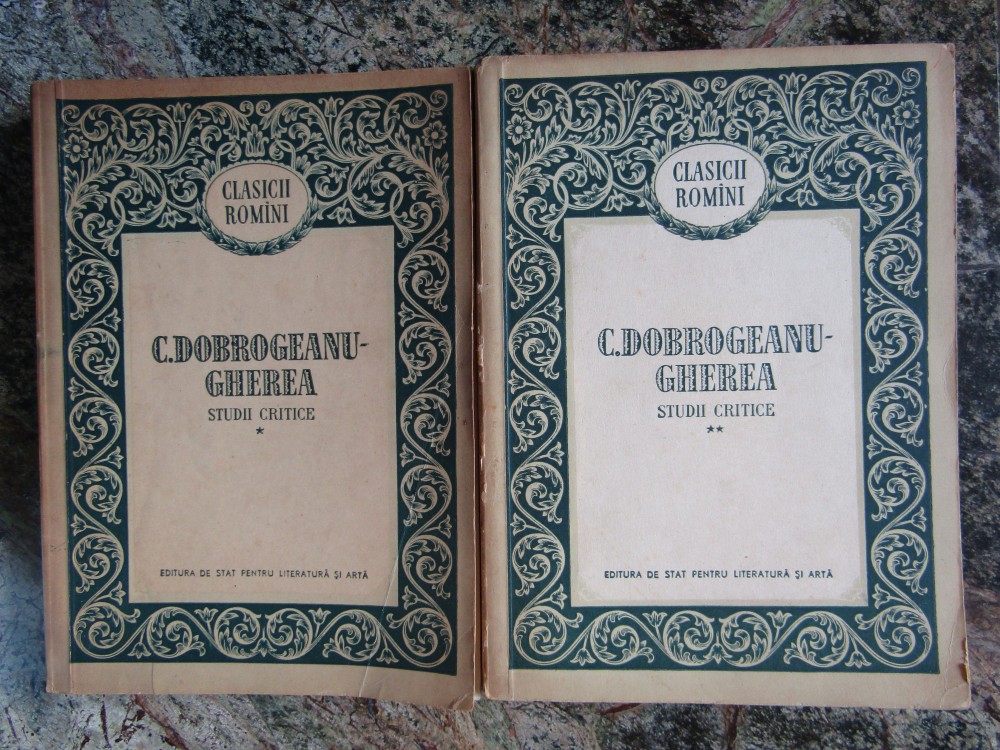 CLASICII
ROMÎNI
C.DOBROGEANU-
GHEREA
STUDII CRITICE
*
EDITURA DE STAT PENTRU LITERATURĂ ȘI ARTĂ
CLASICII
ROMÎNI
C.DOBROGEANU-
GHEREA
STUDII CRITICE
**
EDITURA DE STAT PENTRU LITERATURĂ ȘI ARTĂ